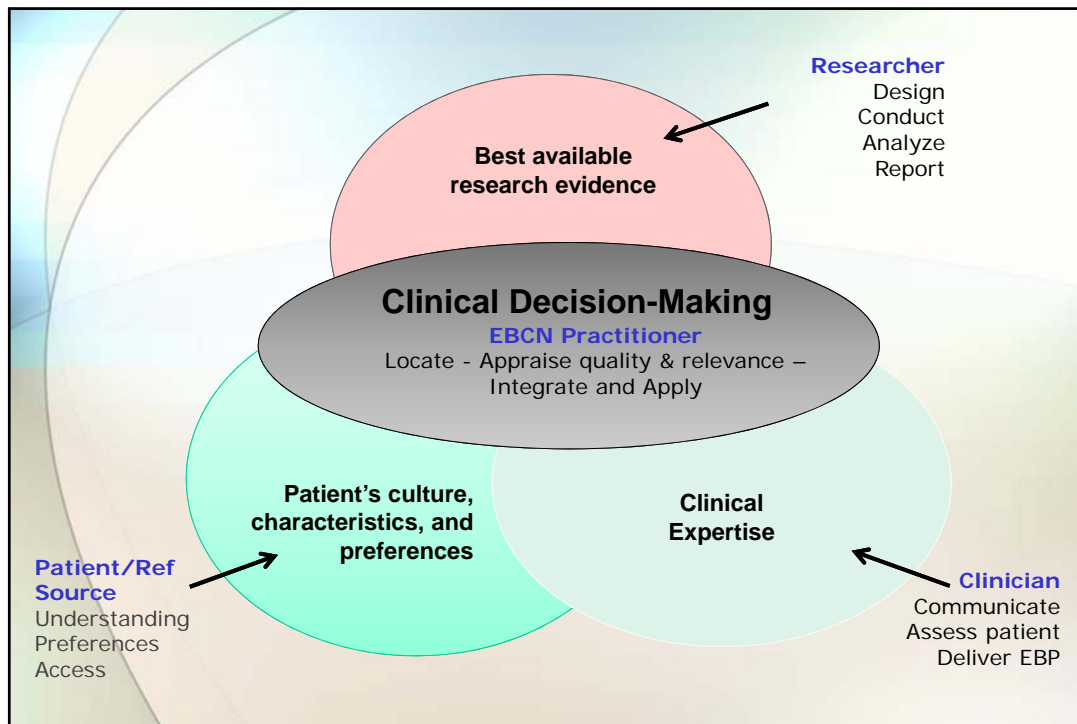 Researcher
Design
Conduct
Analyze
Report
Best available
research evidence
Clinical Decision-Making
EBCN Practitioner
Locate - Appraise quality & relevance –
Integrate and Apply
Patient's culture,
characteristics, and
preferences
Clinical
Expertise
Patient/Ref
Source
Understanding
Preferences
Access
Clinician
Communicate
Assess patient
Deliver EBP